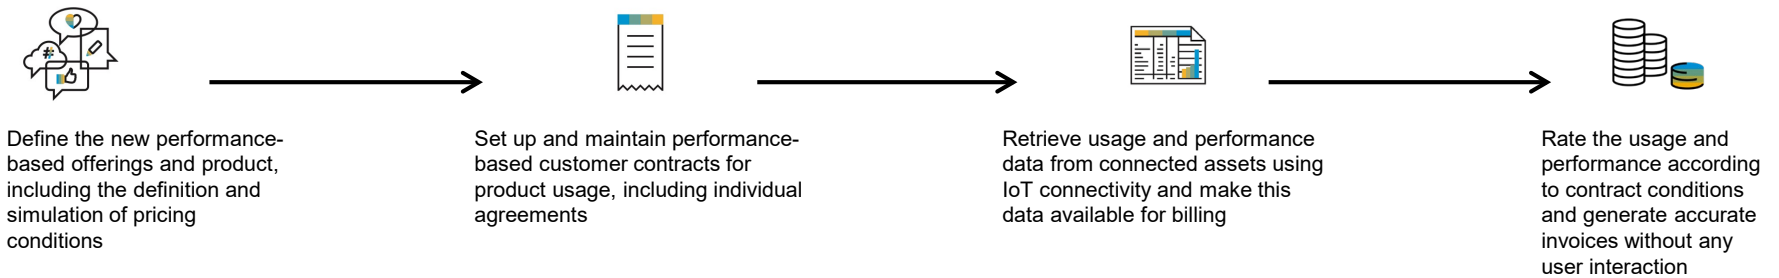 #
Define the new performance-
based offerings and product,
including the definition and
simulation of pricing
conditions
Set up and maintain performance-
based customer contracts for
product usage, including individual
agreements
Retrieve usage and performance
data from connected assets using
IoT connectivity and make this
data available for billing
Rate the usage and
performance according
to contract conditions
and generate accurate
invoices without any
user interaction